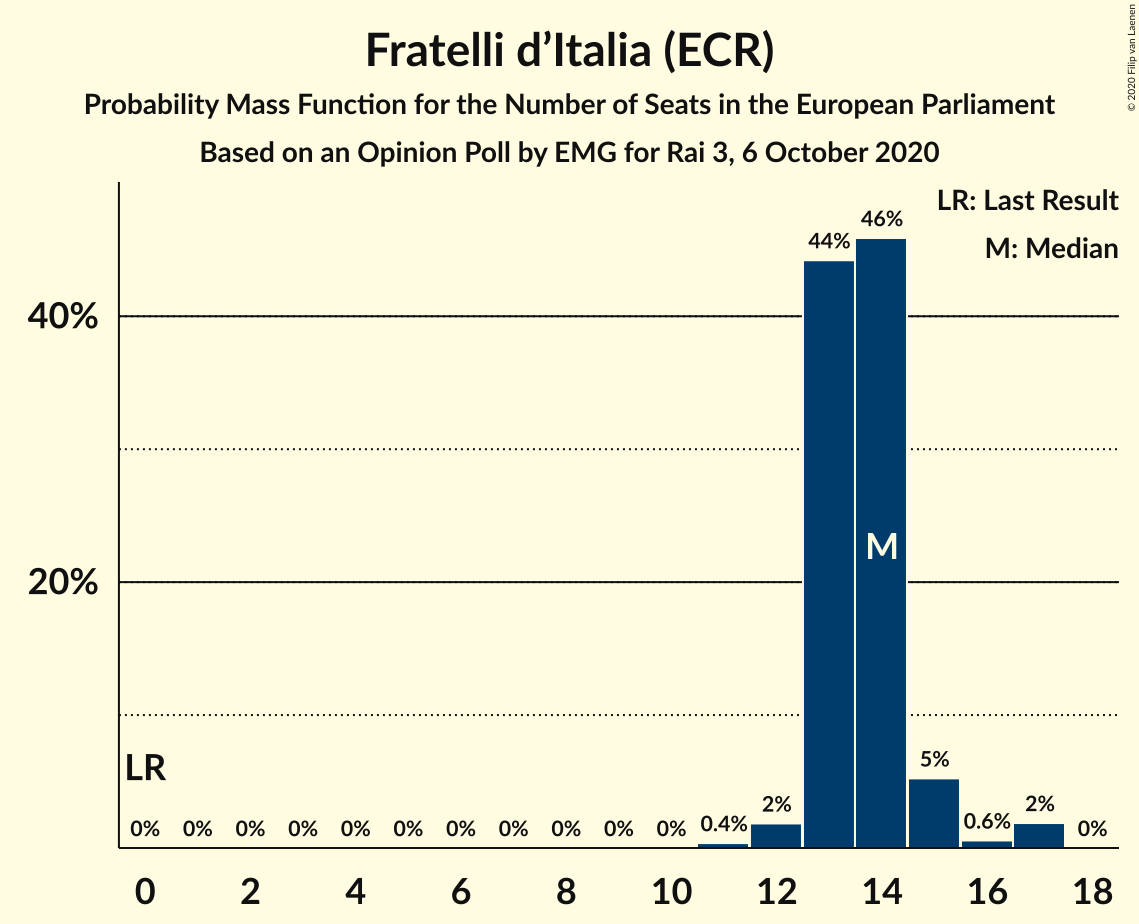 Fratelli d’Italia (ECR)
Probability Mass Function for the Number of Seats in the European Parliament
Based on an Opinion Poll by EMG for Rai 3, 6 October 2020
© 2020 Filip van Laenen
LR: Last Result
M: Median
40%
20%
44%
46%
M
LR
0% 0% 0% 0% 0% 0% 0% 0% 0% 0% 0% 0.4% 2% 5% 0.6% 2% 0%
0 2 4 6 8 10 12 14 16 18